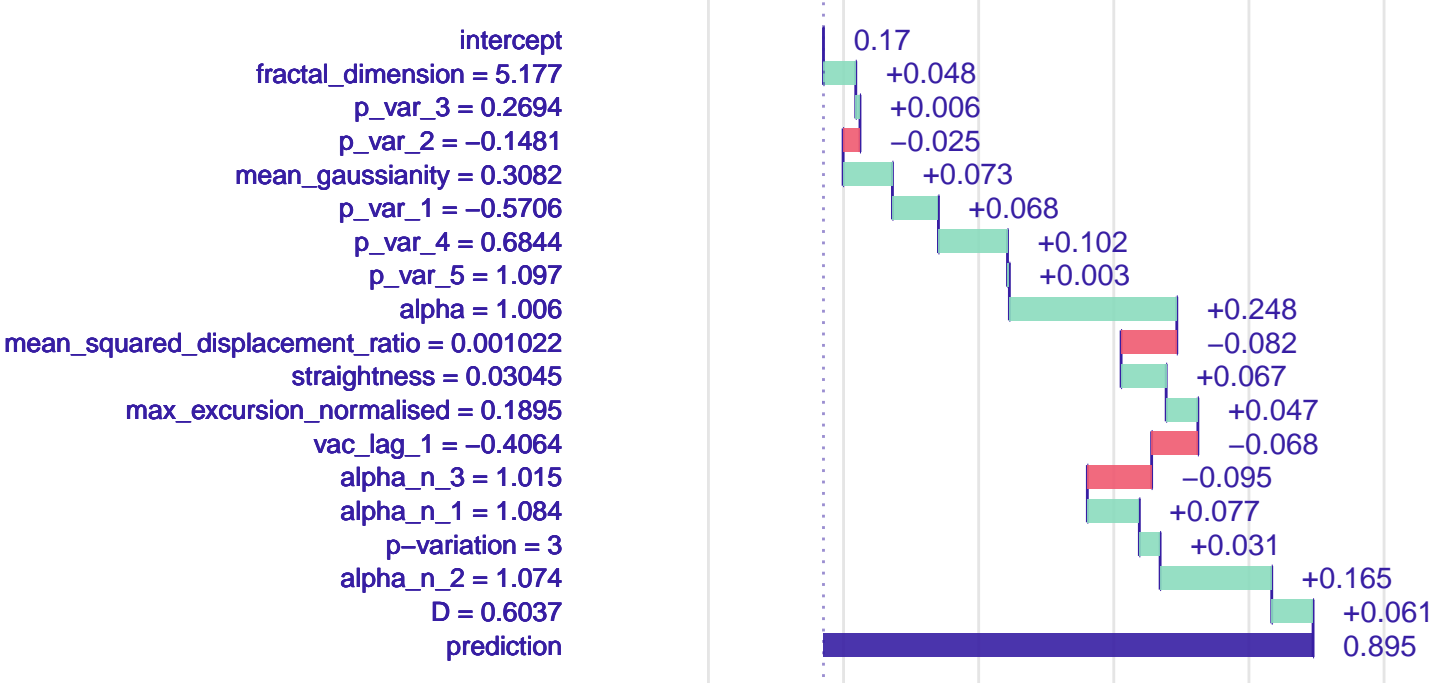 intercept 0.17
fractal_dimension = 5.177 +0.048
p_var_3 = 0.2694 +0.006
p_var_2 = −0.1481 −0.025
mean_gaussianity = 0.3082 +0.073
p_var_1 = −0.5706 +0.068
p_var_4 = 0.6844 +0.102
p_var_5 = 1.097 +0.003
alpha = 1.006 +0.248
mean_squared_displacement_ratio = 0.001022 −0.082
straightness = 0.03045 +0.067
max_excursion_normalised = 0.1895 +0.047
vac_lag_1 = −0.4064 −0.068
alpha_n_3 = 1.015 −0.095
alpha_n_1 = 1.084 +0.077
p−variation = 3 +0.031
alpha_n_2 = 1.074 +0.165
D = 0.6037 +0.061
prediction 0.895